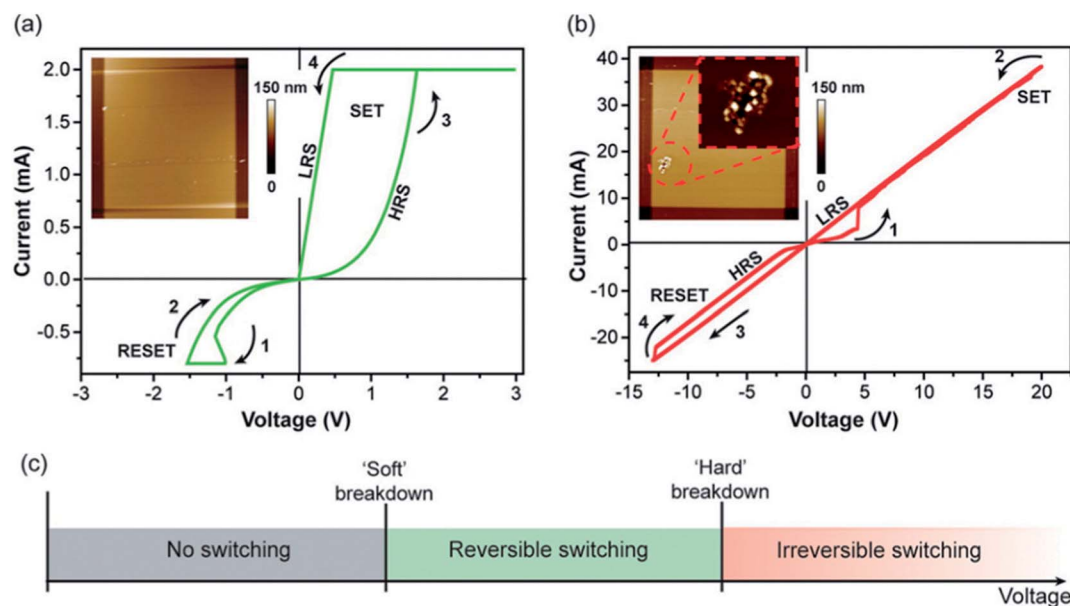 (a)
Current (mA)
2.0
1.5
1.0
0.5
0.0
-0.5
150 nm
0
4
SET
3
LRS
HRS
2
RESET
1
-3
-2
-1
0
1
2
3
Voltage (V)
(b)
Current (mA)
40
30
20
10
0
-10
-20
150 nm
0
2
SET
LRS
1
HRS
RESET
4
3
-15
-10
-5
0
5
10
15
20
Voltage (V)
(c)
'Soft'
breakdown
'Hard'
breakdown
No switching
Reversible switching
Irreversible switching
Voltage